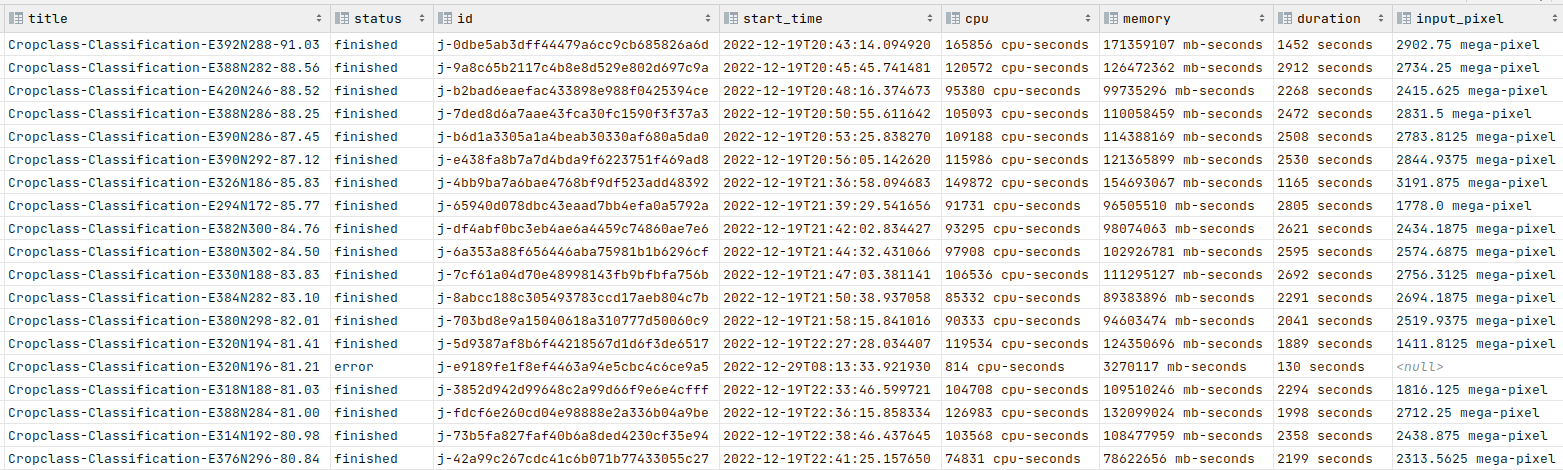 title status id start_time cpu memory duration input_pixel
Cropclass-Classification-E392N288-91.03 finished j-0dbe5ab3dff44479a6cc9cb685826a6d 2022-12-19T20:43:14.094920 165856 cpu-seconds 171359107 mb-seconds 1452 seconds 2902.75 mega-pixel
Cropclass-Classification-E388N282-88.56 finished j-9a8c65b2117c4b8e8d529e802d697c9a 2022-12-19T20:45:45.741481 120572 cpu-seconds 126472362 mb-seconds 2912 seconds 2734.25 mega-pixel
Cropclass-Classification-E420N246-88.52 finished j-b2bad6eaefac433898e988f0425394ce 2022-12-19T20:48:16.374673 95380 cpu-seconds 99735296 mb-seconds 2268 seconds 2415.625 mega-pixel
Cropclass-Classification-E388N286-88.25 finished j-7ded8d6a7aae43fca30fc1590f3f37a3 2022-12-19T20:50:55.611642 105093 cpu-seconds 110058459 mb-seconds 2472 seconds 2831.5 mega-pixel
Cropclass-Classification-E390N286-87.45 finished j-b6d1a3305a1a4beab30330af680a5da0 2022-12-19T20:53:25.838270 109188 cpu-seconds 114388169 mb-seconds 2508 seconds 2783.8125 mega-pixel
Cropclass-Classification-E390N292-87.12 finished j-e438fa8b7a7d4bda9f6223751f469ad8 2022-12-19T20:56:05.142620 115986 cpu-seconds 121365899 mb-seconds 2530 seconds 2844.9375 mega-pixel
Cropclass-Classification-E326N186-85.83 finished j-4bb9ba7a6bae4768bf9df523add48392 2022-12-19T21:36:58.094683 149872 cpu-seconds 154693067 mb-seconds 1165 seconds 3191.875 mega-pixel
Cropclass-Classification-E294N172-85.77 finished j-65940d078dbc43eaad7bb4efa0a5792a 2022-12-19T21:39:29.541656 91731 cpu-seconds 96505510 mb-seconds 2805 seconds 1778.0 mega-pixel
Cropclass-Classification-E382N300-84.76 finished j-df4abf0bc3eb4ae6a4459c74860ae7e6 2022-12-19T21:42:02.834427 93295 cpu-seconds 98074063 mb-seconds 2621 seconds 2434.1875 mega-pixel
Cropclass-Classification-E380N302-84.50 finished j-6a353a88f656446aba75981b1b6296cf 2022-12-19T21:44:32.431066 97908 cpu-seconds 102926781 mb-seconds 2595 seconds 2574.6875 mega-pixel
Cropclass-Classification-E330N188-83.83 finished j-7cf61a04d70e48998143fb9bfbfa756b 2022-12-19T21:47:03.381141 106536 cpu-seconds 111295127 mb-seconds 2692 seconds 2756.3125 mega-pixel
Cropclass-Classification-E384N282-83.10 finished j-8abcc188c305493783ccd17aeb804c7b 2022-12-19T21:50:38.937058 85332 cpu-seconds 89383896 mb-seconds 2291 seconds 2694.1875 mega-pixel
Cropclass-Classification-E380N298-82.01 finished j-703bd8e9a15040618a310777d50060c9 2022-12-19T21:58:15.841016 90333 cpu-seconds 94603474 mb-seconds 2041 seconds 2519.9375 mega-pixel
Cropclass-Classification-E320N194-81.41 finished j-5d9387af8b6f44218567d1d6f3de6517 2022-12-19T22:27:28.034407 119534 cpu-seconds 124350696 mb-seconds 1889 seconds 1411.8125 mega-pixel
Cropclass-Classification-E320N196-81.21 error j-e9189fe1f8ef4463a94e5cbc4c6ce9a5 2022-12-29T08:13:33.921930 814 cpu-seconds 3270117 mb-seconds 130 seconds <null>
Cropclass-Classification-E318N188-81.03 finished j-3852d942d99648c2a99d66f9e6e4cfff 2022-12-19T22:33:46.599721 104708 cpu-seconds 109510246 mb-seconds 2294 seconds 1816.125 mega-pixel
Cropclass-Classification-E388N284-81.00 finished j-fdcf6e260cd04e98888e2a336b04a9be 2022-12-19T22:36:15.858334 126983 cpu-seconds 132099024 mb-seconds 1998 seconds 2712.25 mega-pixel
Cropclass-Classification-E314N192-80.98 finished j-73b5fa827faf40b6a8ded4230cf35e94 2022-12-19T22:38:46.437645 103568 cpu-seconds 108477959 mb-seconds 2358 seconds 2438.875 mega-pixel
Cropclass-Classification-E376N296-80.84 finished j-42a99c267cdc41c6b071b77433055c27 2022-12-19T22:41:25.157650 74831 cpu-seconds 78622656 mb-seconds 2199 seconds 2313.5625 mega-pixel